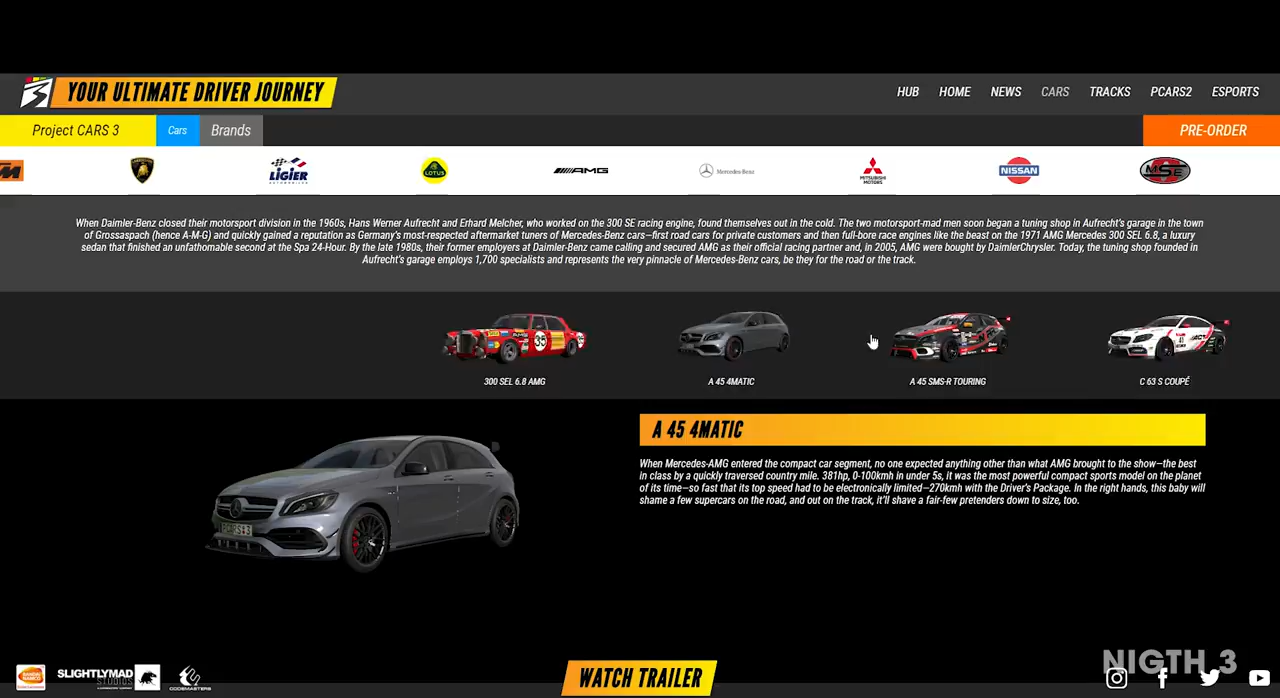 YOUR ULTIMATE DRIVER JOURNEY
HUB HOME NEWS CARS TRACKS PCARS2 ESPORTS
Project CARS 3 Cars Brands PRE-ORDER
LIGIER LOTUS AMG Mercedes-Benz MITSUBISHI MOTORS NISSAN MSE
When Daimler-Benz closed their motorsport division in the 1960s, Hans Werner Aufrecht and Erhard Melcher, who worked on the 300 SE racing engine, found themselves out in the cold. The two motorsport-mad men soon began a tuning shop in Aufrecht's garage in the town
of Grossaspach (hence A-M-G) and quickly gained a reputation as Germany's most-respected aftermarket tuners of Mercedes-Benz cars—first road cars for private customers and then full-bore race engines like the beast on the 1971 AMG Mercedes 300 SEL 6.8, a luxury
sedan that finished an unfathomable second at the Spa 24-Hour. By the late 1980s, their former employers at Daimler-Benz came calling and secured AMG as their official racing partner and, in 2005, AMG were bought by DaimlerChrysler. Today, the tuning shop founded in
Aufrecht's garage employs 1,700 specialists and represents the very pinnacle of Mercedes-Benz cars, be they for the road or the track.
35
300 SEL 6.8 AMG A 45 4MATIC A 45 SMS-R TOURING C 63 S COUPÉ
A 45 4MATIC
When Mercedes-AMG entered the compact car segment, no one expected anything other than what AMG brought to the show—the best
in class by a quickly traversed country mile. 381hp, 0-100kmh in under 5s, it was the most powerful compact sports model on the planet
of its time—so fast that its top speed had to be electronically limited—270kmh with the Driver's Package. In the right hands, this baby will
shame a few supercars on the road, and out on the track, it'll shave a fair-few pretenders down to size, too.
NIGTH 3
SLIGHTLYMAD
STUDIOS
CODEMASTERS
WATCH TRAILER